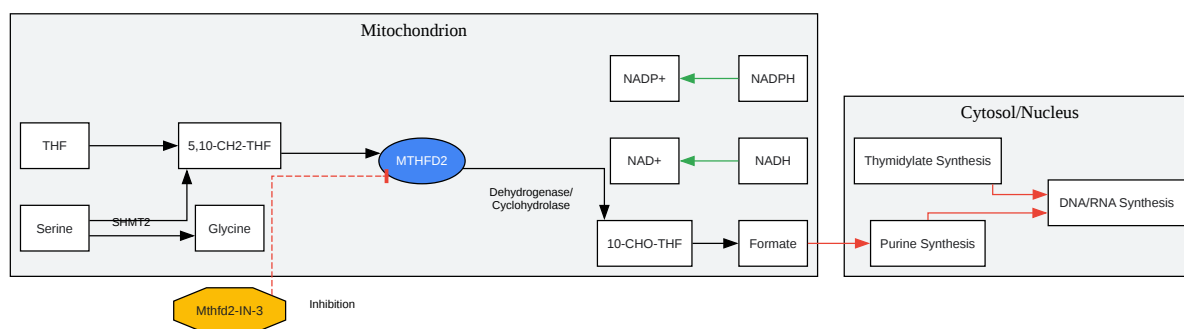 Mitochondrion
NADP+
NADPH
Cytosol/Nucleus
THF
5,10-CH2-THF
MTHFD2
NAD+
NADH
Thymidylate Synthesis
Dehydrogenase/
Cyclohydrolase
DNA/RNA Synthesis
Serine
SHMT2
Glycine
10-CHO-THF
Formate
Purine Synthesis
Mthfd2-IN-3
Inhibition